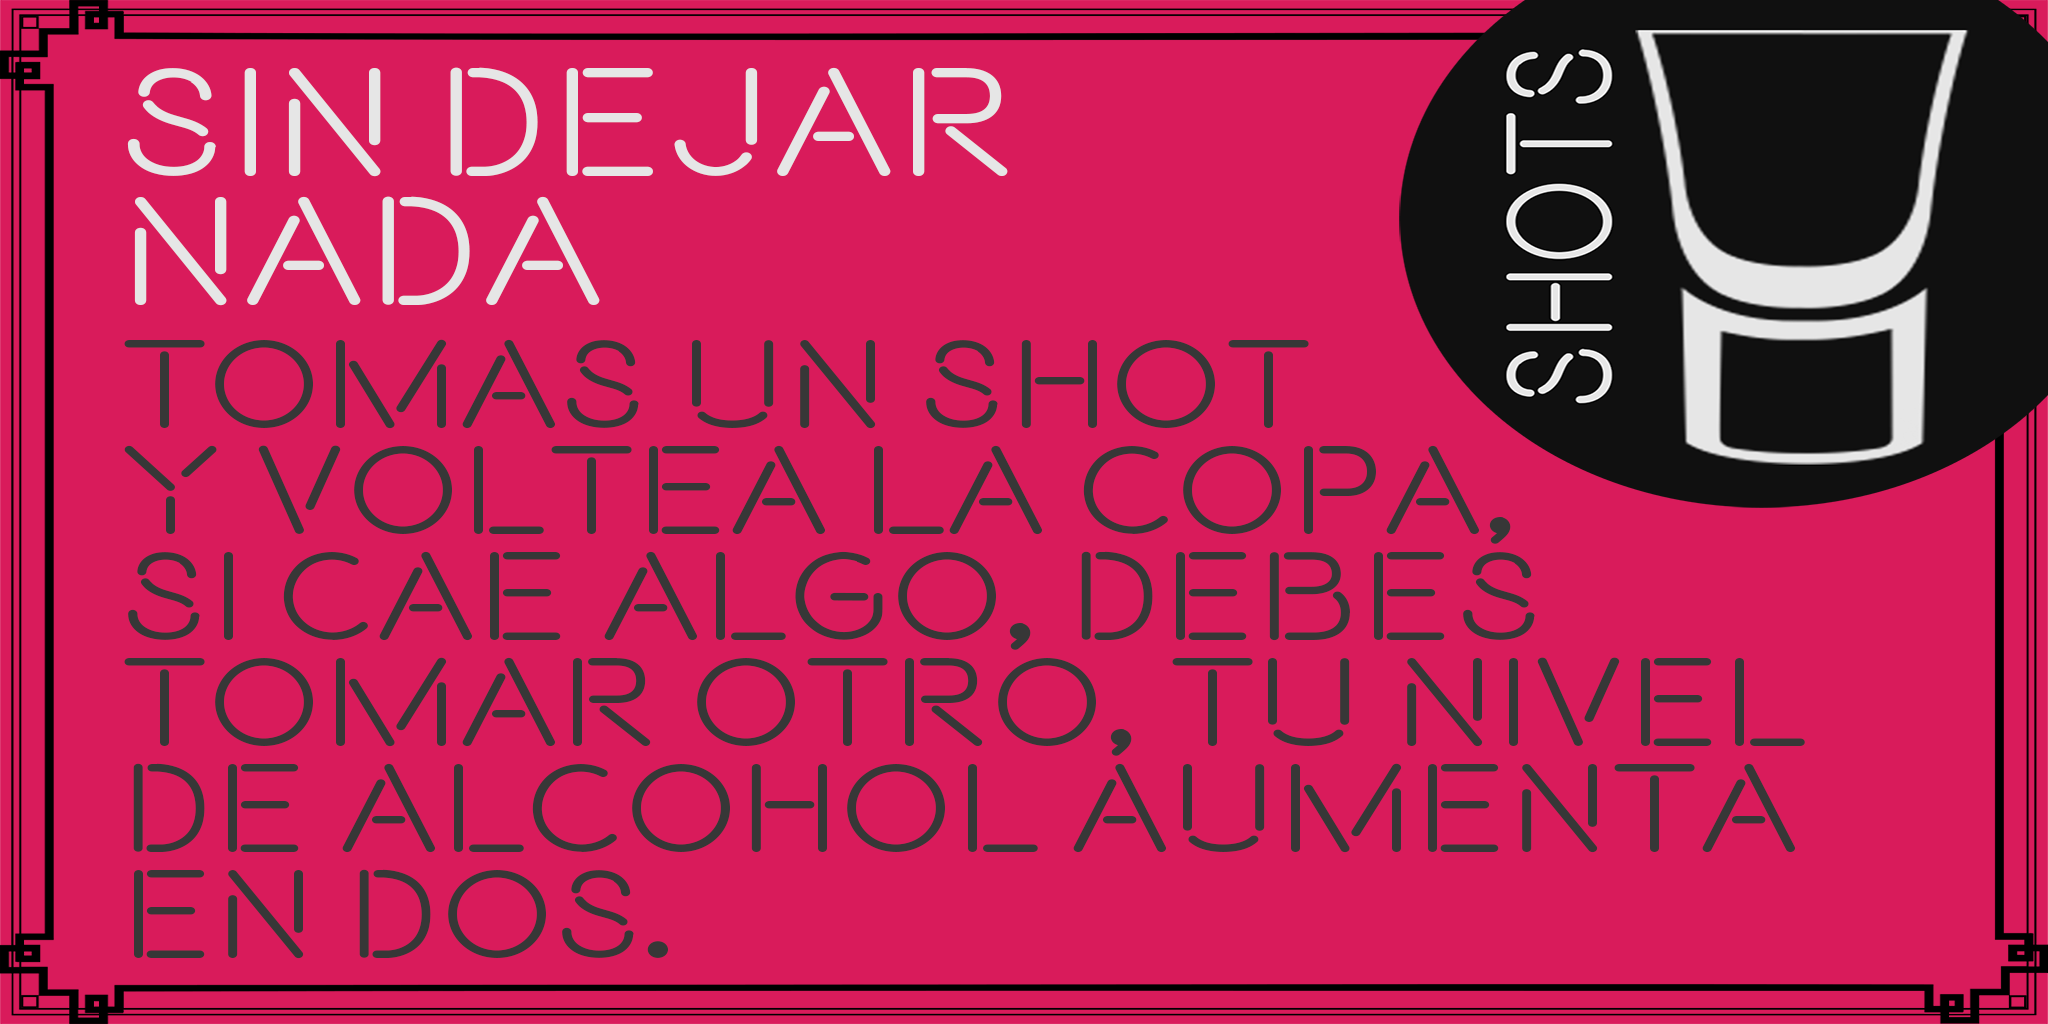 SIN DEJAR
NADA
SHOTS
TOMAS UN SHOT
Y VOLTEA LA COPA,
SI CAE ALGO, DEBES
TOMAR OTRO, TU NIVEL
DE ALCOHOL AUMENTA
EN DOS.